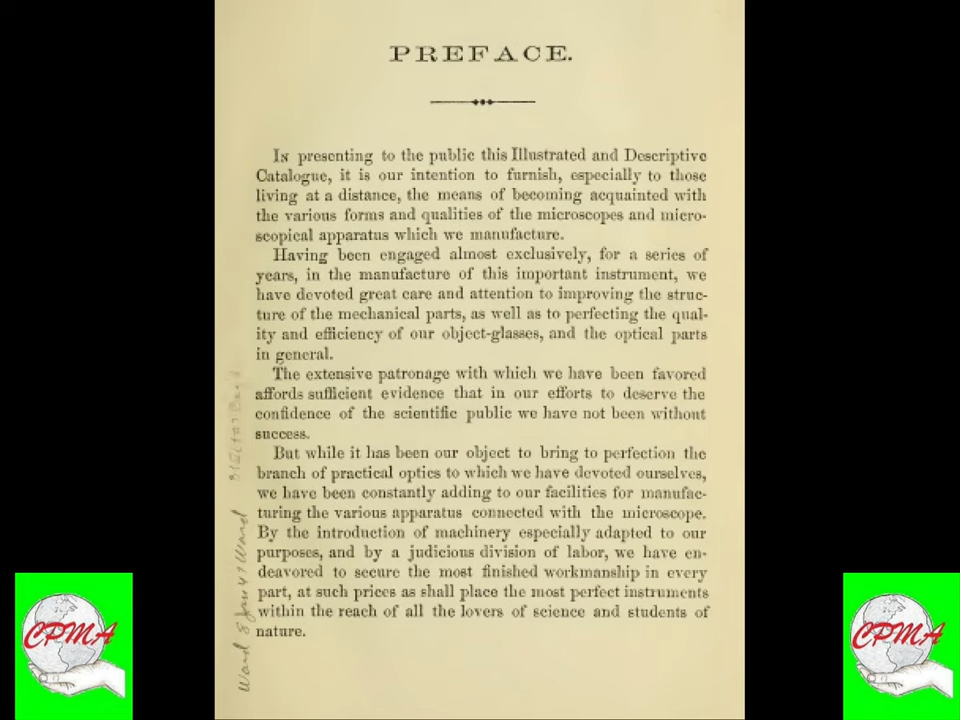 PREFACE.
In presenting to the public this Illustrated and Descriptive
Catalogue, it is our intention to furnish, especially to those
living at a distance, the means of becoming acquainted with
the various forms and qualities of the microscopes and micro-
scopical apparatus which we manufacture.
Having been engaged almost exclusively, for a series of
years, in the manufacture of this important instrument, we
have devoted great care and attention to improving the struc-
ture of the mechanical parts, as well as to perfecting the qual-
ity and efficiency of our object-glasses, and the optical parts
in general.
The extensive patronage with which we have been favored
affords sufficient evidence that in our efforts to deserve the
confidence of the scientific public we have not been without
success.
But while it has been our object to bring to perfection the
branch of practical optics to which we have devoted ourselves,
we have been constantly adding to our facilities for manufac-
turing the various apparatus connected with the microscope.
By the introduction of machinery especially adapted to our
purposes, and by a judicious division of labor, we have en-
deavored to secure the most finished workmanship in every
part, at such prices as shall place the most perfect instruments
within the reach of all the lovers of science and students of
nature.
Ward 8 Jan 47 Ward
CPMA
CPMA